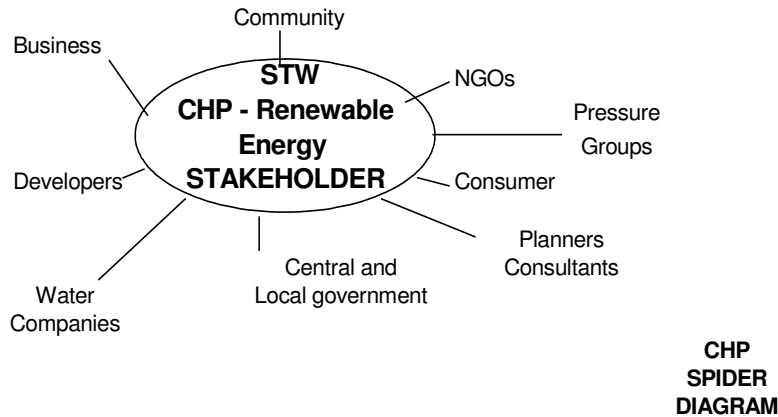 Community
Business
STW
CHP - Renewable
Energy
STAKEHOLDER
NGOs
Pressure
Groups
Developers
Consumer
Planners
Consultants
Central and
Local government
Water
Companies
CHP
SPIDER
DIAGRAM